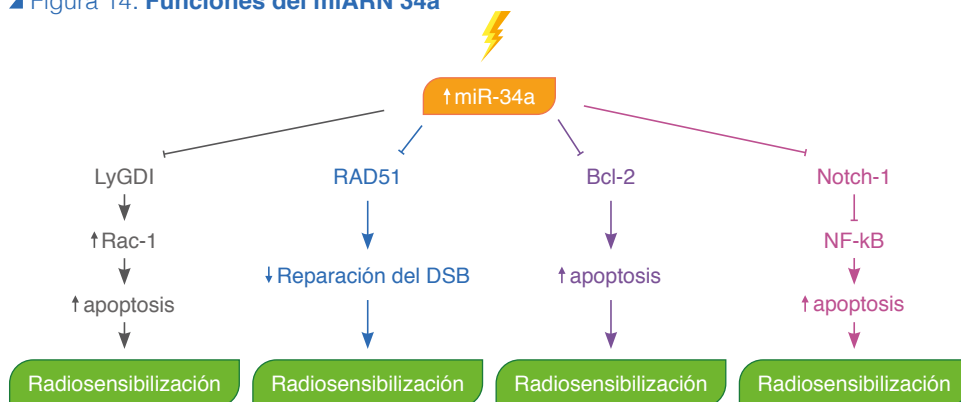 Figura 14. Funciones del miARN 34a
↑miR-34a
LyGDI RAD51 Bcl-2 Notch-1
↑Rac-1 NF-kB
↓Reparación del DSB ↑apoptosis
↑apoptosis ↑apoptosis
Radiosensibilización Radiosensibilización Radiosensibilización Radiosensibilización